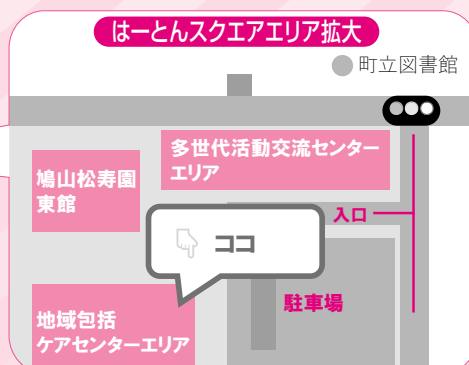 はーとんスクエアエリア拡大
町立図書館
多世代活動交流センター
エリア
鳩山松寿園
東館
入口
ココ
駐車場
地域包括
ケアセンターエリア